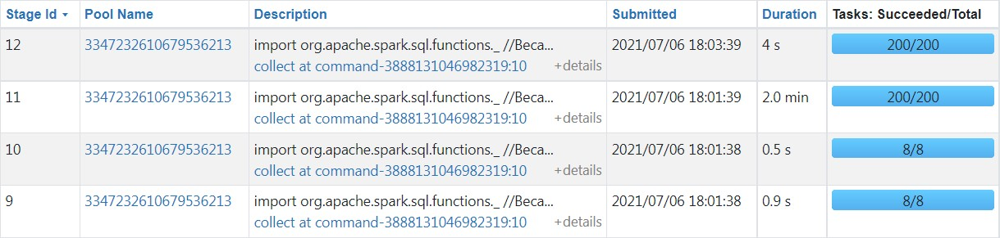 Stage Id Pool Name Description Submitted Duration Tasks: Succeeded/Total
12 3347232610679536213 import org.apache.spark.sql.functions._ //Beca... 2021/07/06 18:03:39 4 s 200/200
collect at command-3888131046982319:10 +details
11 3347232610679536213 import org.apache.spark.sql.functions._ //Beca... 2021/07/06 18:01:39 2.0 min 200/200
collect at command-3888131046982319:10 +details
10 3347232610679536213 import org.apache.spark.sql.functions._ //Beca... 2021/07/06 18:01:38 0.5 s 8/8
collect at command-3888131046982319:10 +details
9 3347232610679536213 import org.apache.spark.sql.functions._ //Beca... 2021/07/06 18:01:38 0.9 s 8/8
collect at command-3888131046982319:10 +details